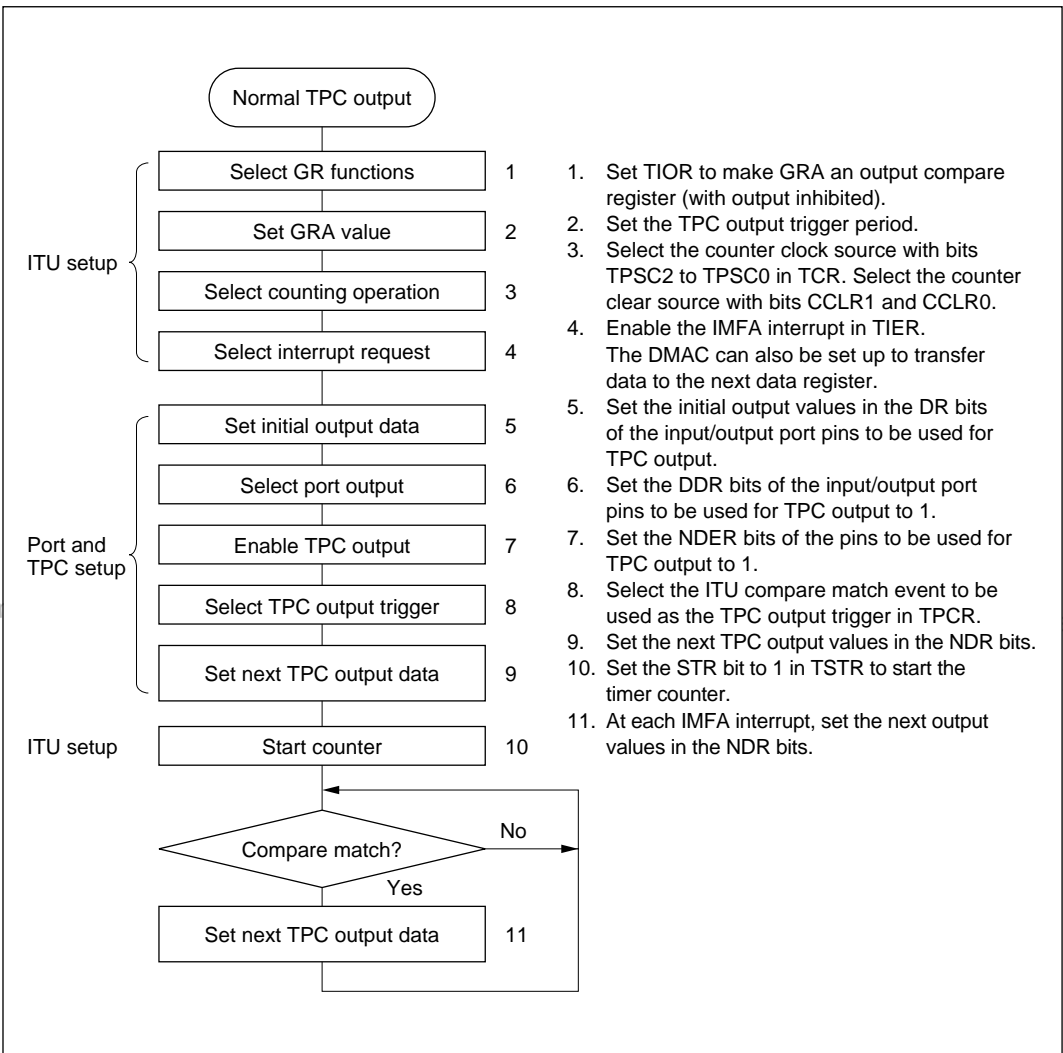 Normal TPC output
ITU setup
Select GR functions 1
Set GRA value 2
Select counting operation 3
Select interrupt request 4
Port and
TPC setup
Set initial output data 5
Select port output 6
Enable TPC output 7
Select TPC output trigger 8
Set next TPC output data 9
ITU setup
Start counter 10
Compare match?
No
Yes
Set next TPC output data 11
1. Set TIOR to make GRA an output compare
register (with output inhibited).
2. Set the TPC output trigger period.
3. Select the counter clock source with bits
TPSC2 to TPSC0 in TCR. Select the counter
clear source with bits CCLR1 and CCLR0.
4. Enable the IMFA interrupt in TIER.
The DMAC can also be set up to transfer
data to the next data register.
5. Set the initial output values in the DR bits
of the input/output port pins to be used for
TPC output.
6. Set the DDR bits of the input/output port
pins to be used for TPC output to 1.
7. Set the NDER bits of the pins to be used for
TPC output to 1.
8. Select the ITU compare match event to be
used as the TPC output trigger in TPCR.
9. Set the next TPC output values in the NDR bits.
10. Set the STR bit to 1 in TSTR to start the
timer counter.
11. At each IMFA interrupt, set the next output
values in the NDR bits.